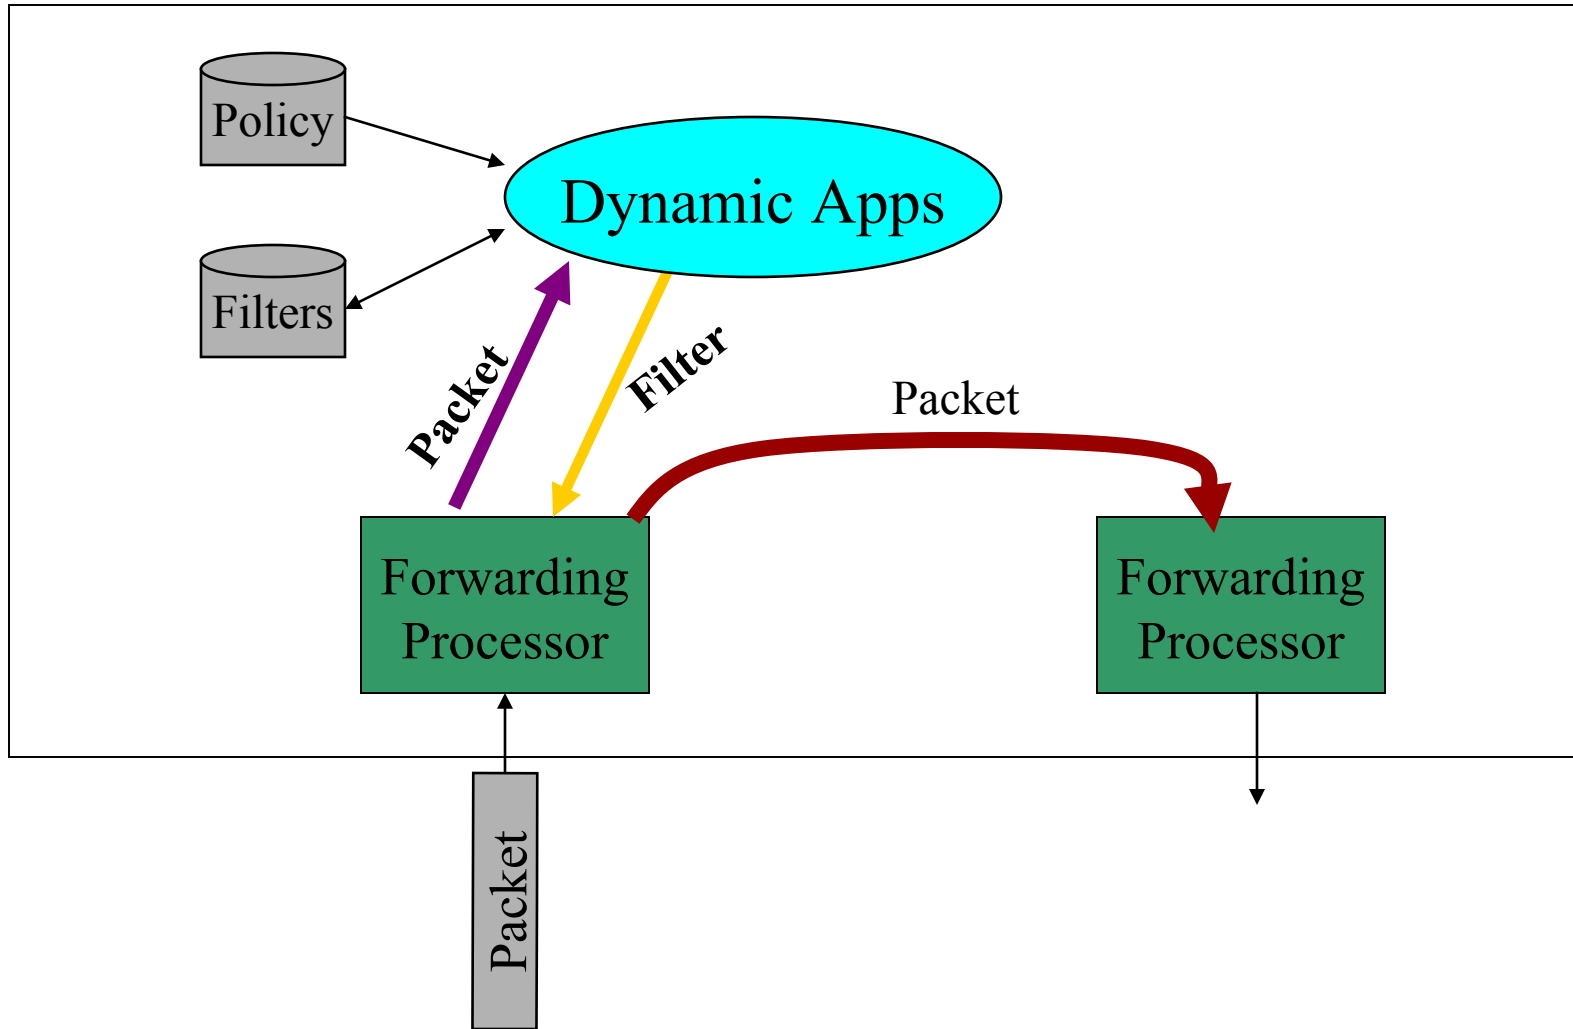 Policy
Dynamic Apps
Filters
Packet
Filter
Packet
Forwarding
Processor
Forwarding
Processor
Packet